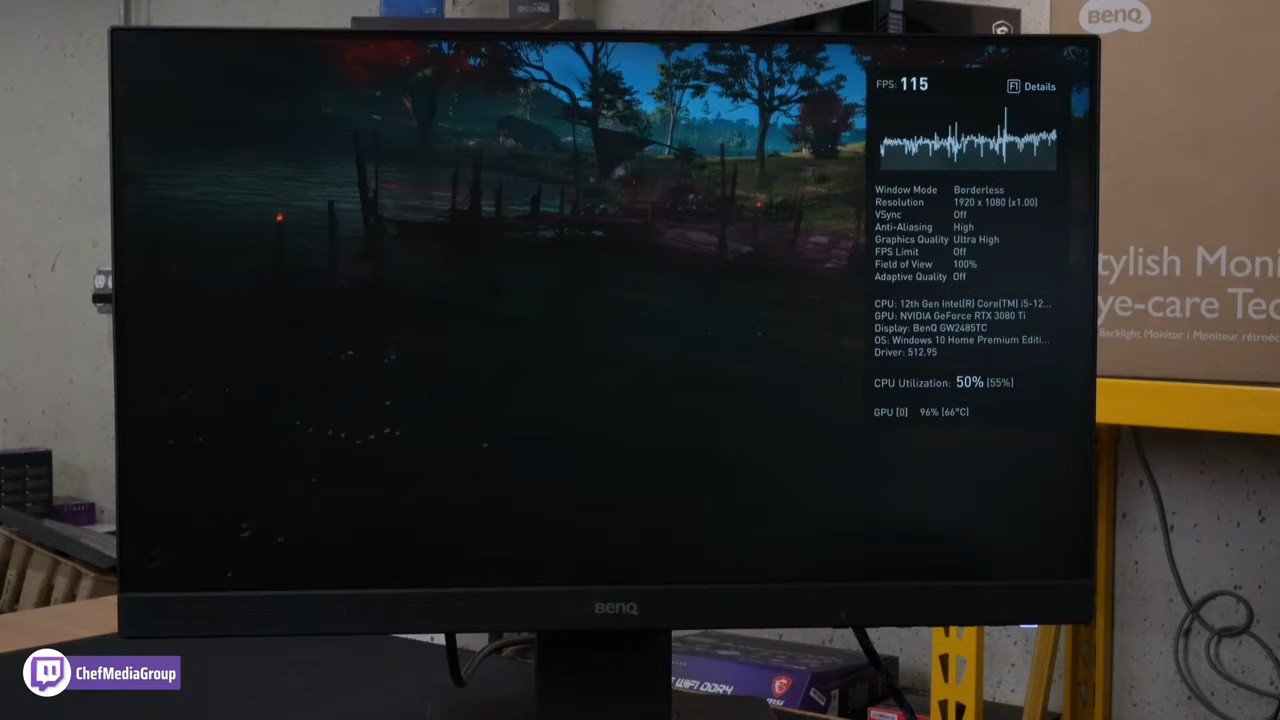 BenQ
FPS: 115
F1 Details
Window Mode Borderless
Resolution 1920 x 1080 (x1.00)
VSync Off
Anti-Aliasing High
Graphics Quality Ultra High
FPS Limit Off
Field of View 100%
Adaptive Quality Off
CPU: 12th Gen Intel(R) Core(TM) i5-12...
GPU: NVIDIA GeForce RTX 3080 Ti
Display: BenQ GW2485TC
OS: Windows 10 Home Premium Editi...
Driver: 512.95
CPU Utilization: 50% (55%)
GPU [0] 96% (66°C)
tylish Moni
ye-care Tec
Backlight Monitor | Moniteur rétroéc
BenQ
WIFI DDR4
msi
ChefMediaGroup